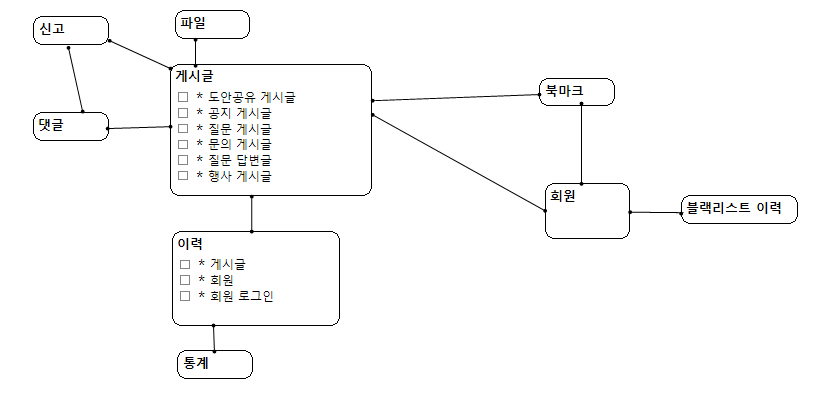 신고
파일
게시글
* 도안공유 게시글
* 공지 게시글
* 질문 게시글
* 문의 게시글
* 질문 답변글
* 행사 게시글
댓글
북마크
회원
블랙리스트 이력
이력
* 게시글
* 회원
* 회원 로그인
통계